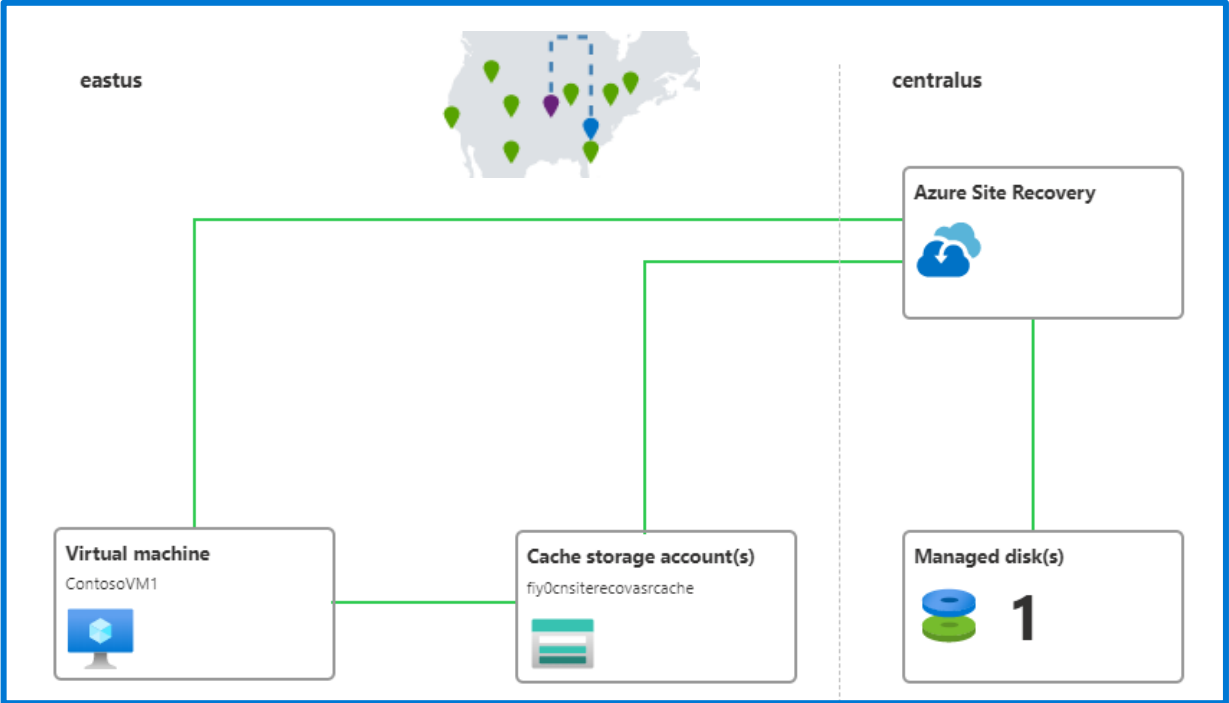 eastus
centralus
Azure Site Recovery
Virtual machine
ContosoVM1
Cache storage account(s)
fiy0cnsiterecovasrcache
Managed disk(s)
1